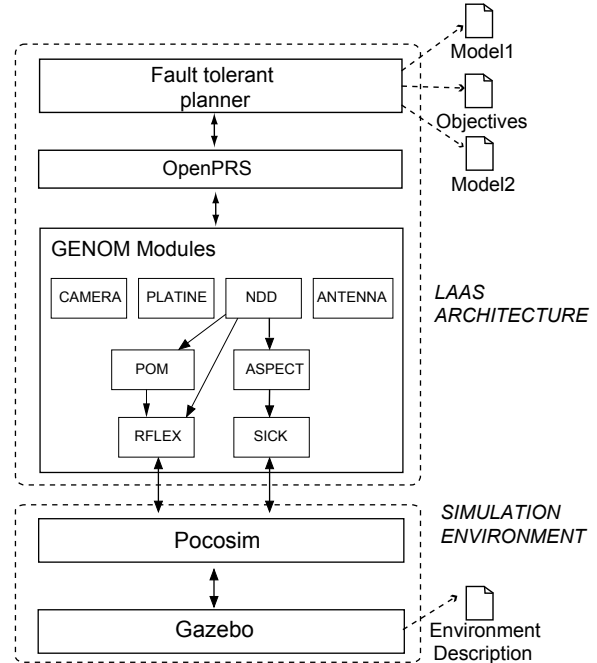 Model1
Fault tolerant
planner
Objectives
Model2
OpenPRS
GENOM Modules
CAMERA
PLATINE
NDD
ANTENNA
LAAS
ARCHITECTURE
POM
ASPECT
RFLEX
SICK
SIMULATION
ENVIRONMENT
Pocosim
Gazebo
Environment
Description